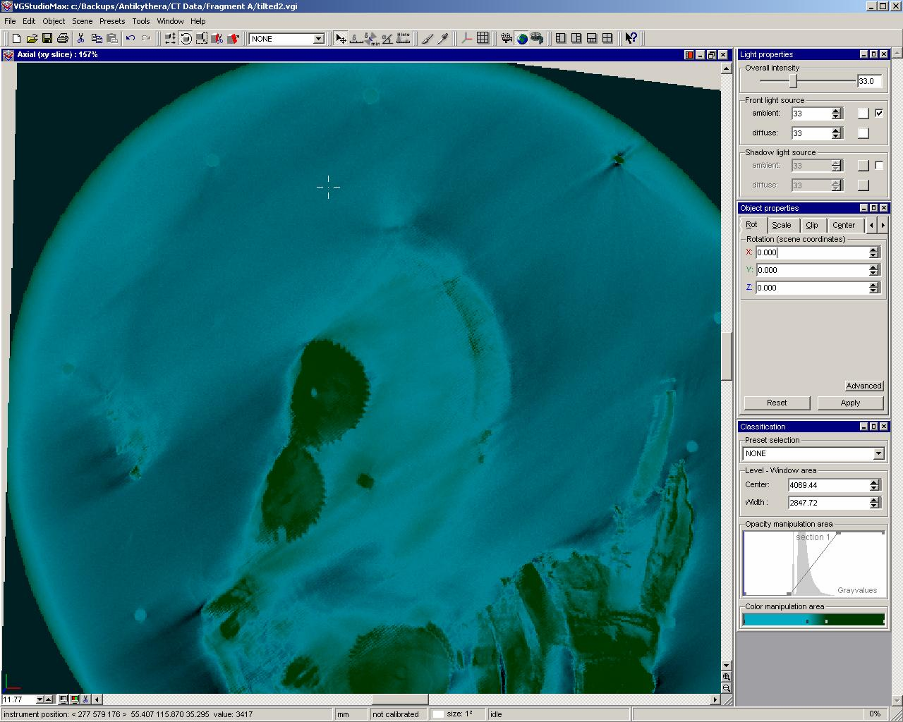 VGStudioMax: c:/Backups/Antikythera/CT Data/Fragment A/tilted2.vgi
File Edit Object Scene Presets Tools Window Help
NONE
Axial (xy slice) : 157%
Light properties
Overall intensity
33.0
Front light source
ambient: 33
diffuse: 33
Shadow light source
ambient: 33
diffuse: 33
Object properties
Rot Scale Clip Center
Rotation (scene coordinates)
X: 0.000
Y: 0.000
Z: 0.000
Advanced
Reset Apply
Classification
Preset selection
NONE
Level - Window area
Center: 4069.44
Width : 2847.72
Opacity manipulation area
section 1
Grayvalues
Color manipulation area
11.77
instrument position: < 277 579 176 > 55.407 115.870 35.295 value: 3417 mm not calibrated size: 1° idle 0%